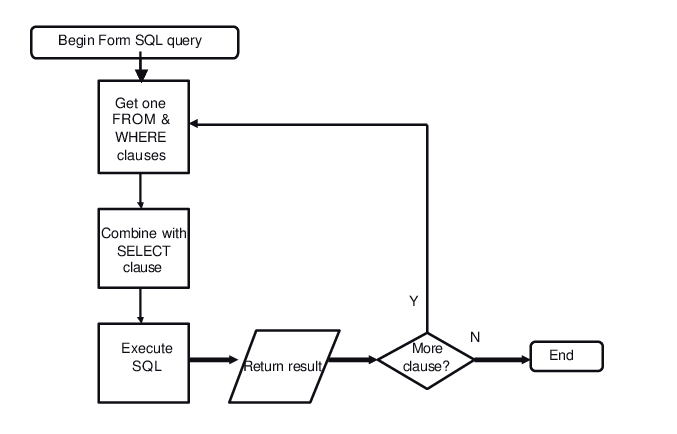 Begin Form SQL query
Get one
FROM &
WHERE
clauses
Combine with
SELECT
clause
Execute
SQL
Return result
More
clause?
Y
N
End